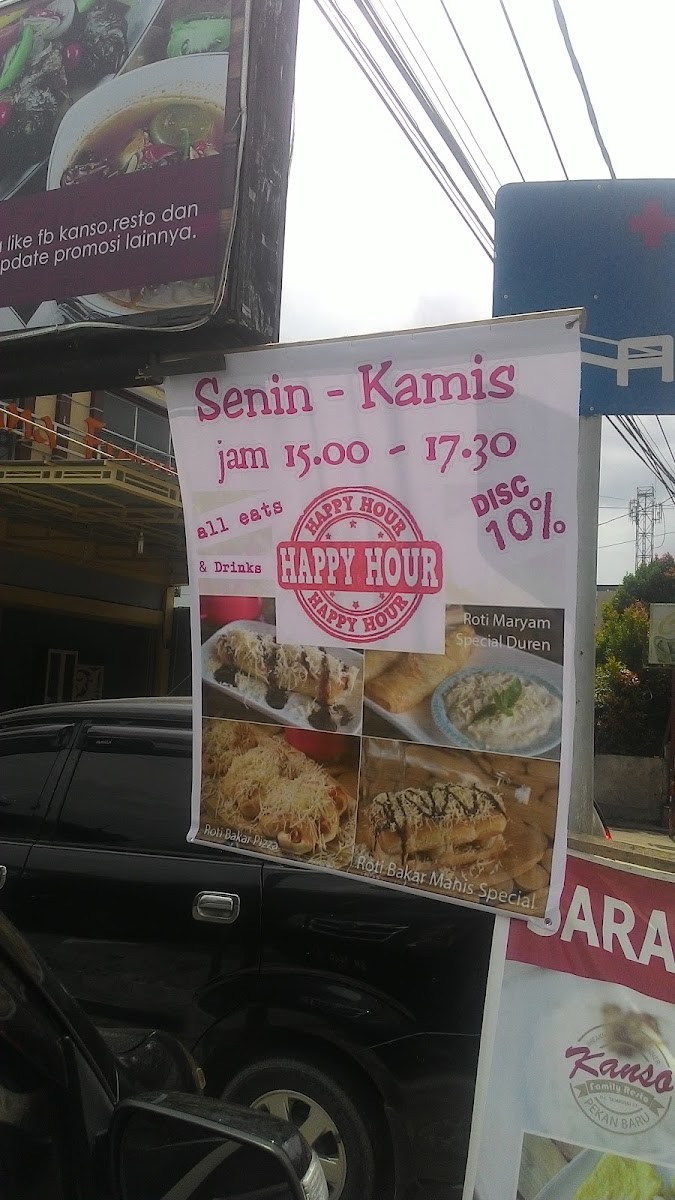 like fb kanso.resto dan
pdate promosi lainnya.
Senin - Kamis
jam 15.00 - 17.30
all eats
& Drinks
HAPPY HOUR
HAPPY HOUR
HAPPY HOUR
DISC
10%
Roti Maryam
Special Duren
Roti Bakar Pizza
Roti Bakar Manis Special
SARA
Kanso
Family Resto
PEKAN BARU